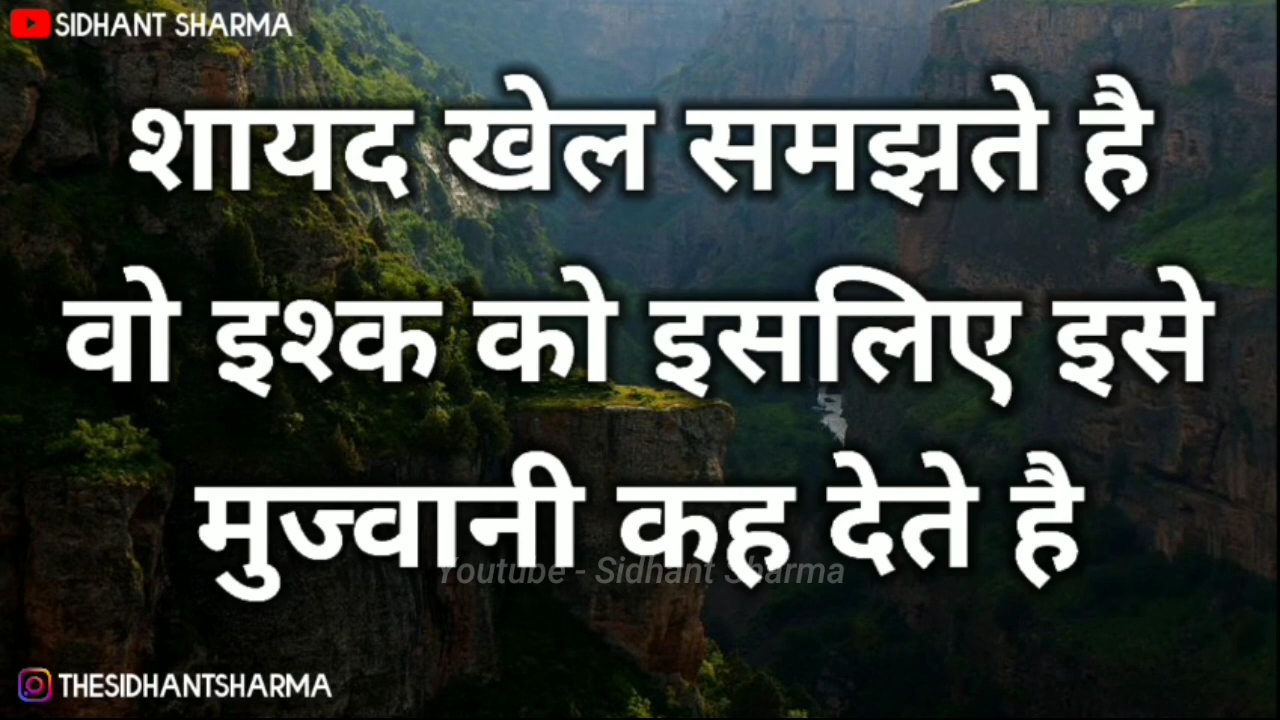 SIDHANT SHARMA
शायद खेल समझते है
वो इश्क को इसलिए इसे
मुज्वानी कह देते है
Youtube - Sidhant Sharma
THESIDHANTSHARMA